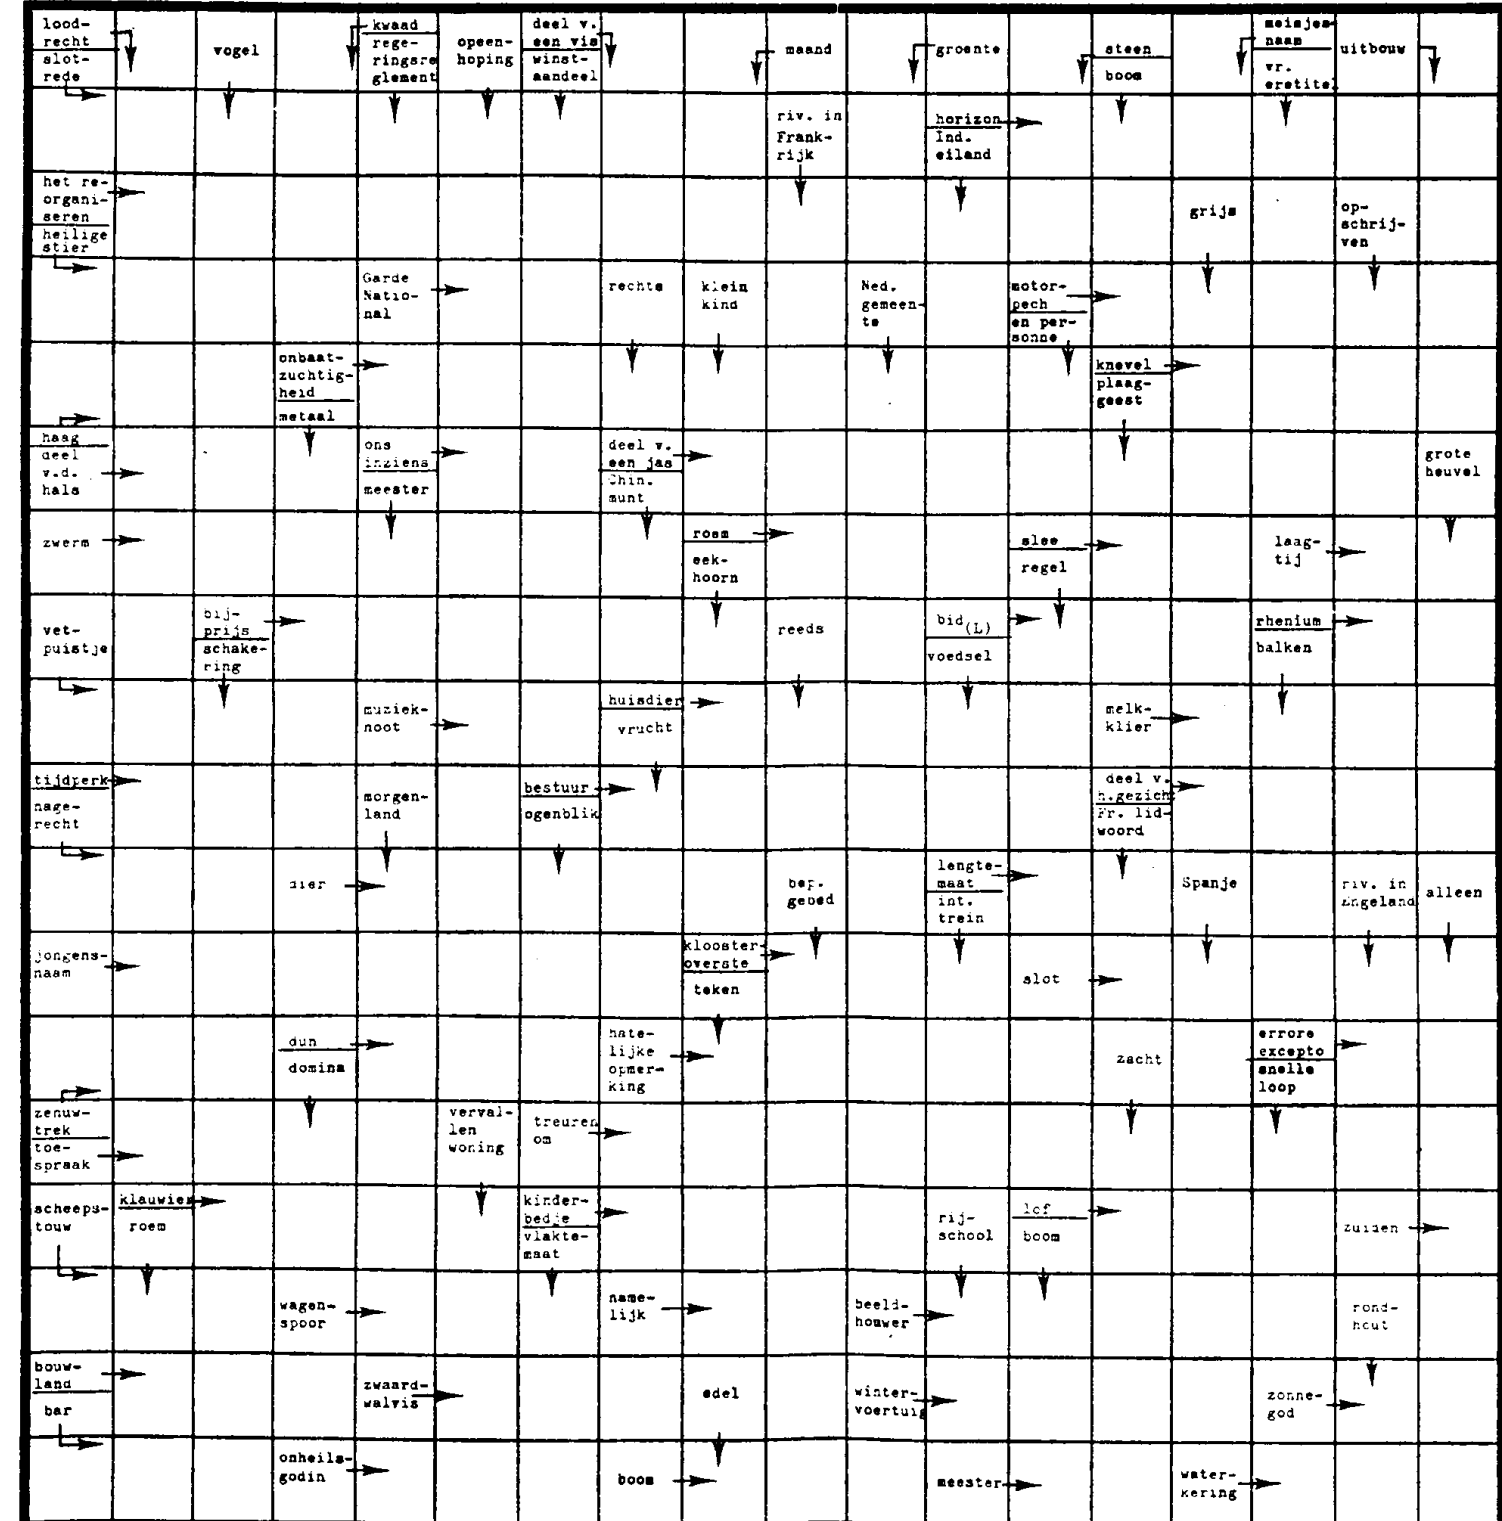 lood-
recht
slot-
rede
vogel
kwaad
rege-
ringsre
glement
opeen-
hoping
deel v.
een vis
winst-
aandeel
maand
groente
steen
boom
meisjes
naam
vr.
eretitel
uitbouw
riv. in
Frank-
rijk
horizon
Ind.
eiland
het re-
organi-
seren
heilige
stier
grijs
op-
schrij-
ven
Garde
Natio-
nal
rechts
klein
kind
Ned.
gemeen-
te
motor-
pech
en per-
sonne
onbaat-
zuchtig-
heid
metaal
knevel
plaag-
geest
haag
deel
v.d.
hals
ons
inziens
meester
deel v.
een jas
Chin.
munt
grote
heuvel
zwerm
roem
eek-
hoorn
slee
regel
laag-
tij
vet-
puistje
bij-
prijs
schake-
ring
reeds
bid (L)
voedsel
rhenium
balken
muziek-
noot
huisdier
vrucht
melk-
klier
tijdperk
nage-
recht
morgen-
land
bestuur
ogenblik
deel v.
h.gezich
Fr. lid-
woord
dier
bep.
gebed
lengte-
maat
int.
trein
Spanje
riv. in
Engeland
alleen
jongens-
naam
klooster-
overste
teken
slot
dun
domina
hate-
lijke
opmer-
king
zacht
errore
excepto
snelle
loop
zenuw-
trek
toe-
spraak
verval-
len
woning
treuren
om
scheeps-
touw
klauwier
roem
kinder-
bedje
vlakte-
maat
rij-
school
lof
boom
zuiden
wagen-
spoor
name-
lijk
beeld-
houwer
rond-
hout
bouw-
land
bar
zwaard-
walvis
edel
winter-
voertuig
zonne-
god
onheils-
godin
boom
meester
water-
kering